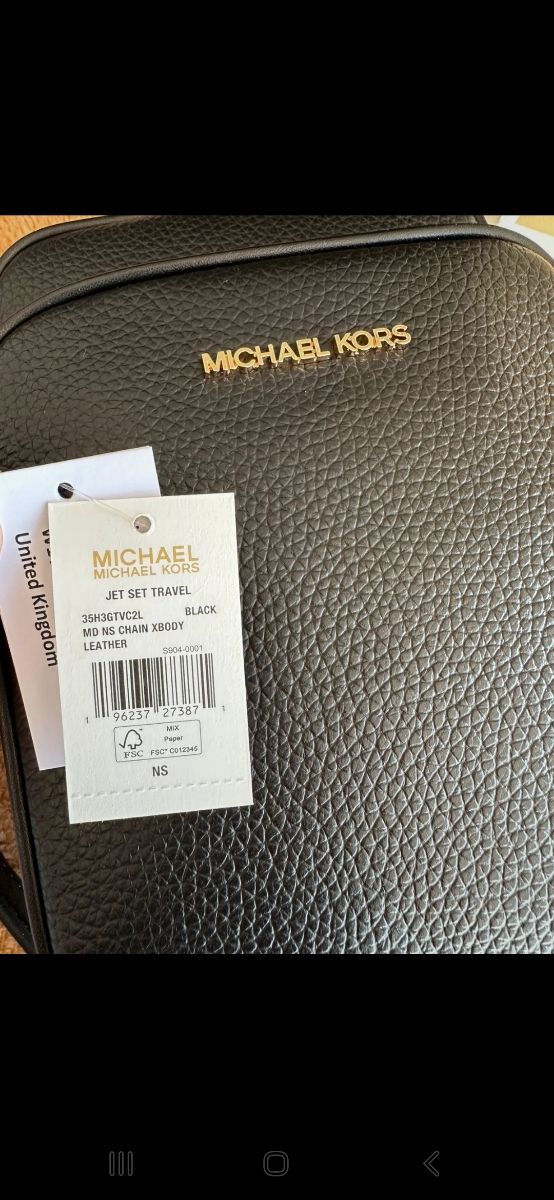 MICHAEL KORS
United Kingdom
MICHAEL
MICHAEL KORS
JET SET TRAVEL
35H3GTVC2L BLACK
MD NS CHAIN XBODY
LEATHER
S904-0001
1 96237 27387 1
FSC
MIX
Paper
FSC® C012345
NS